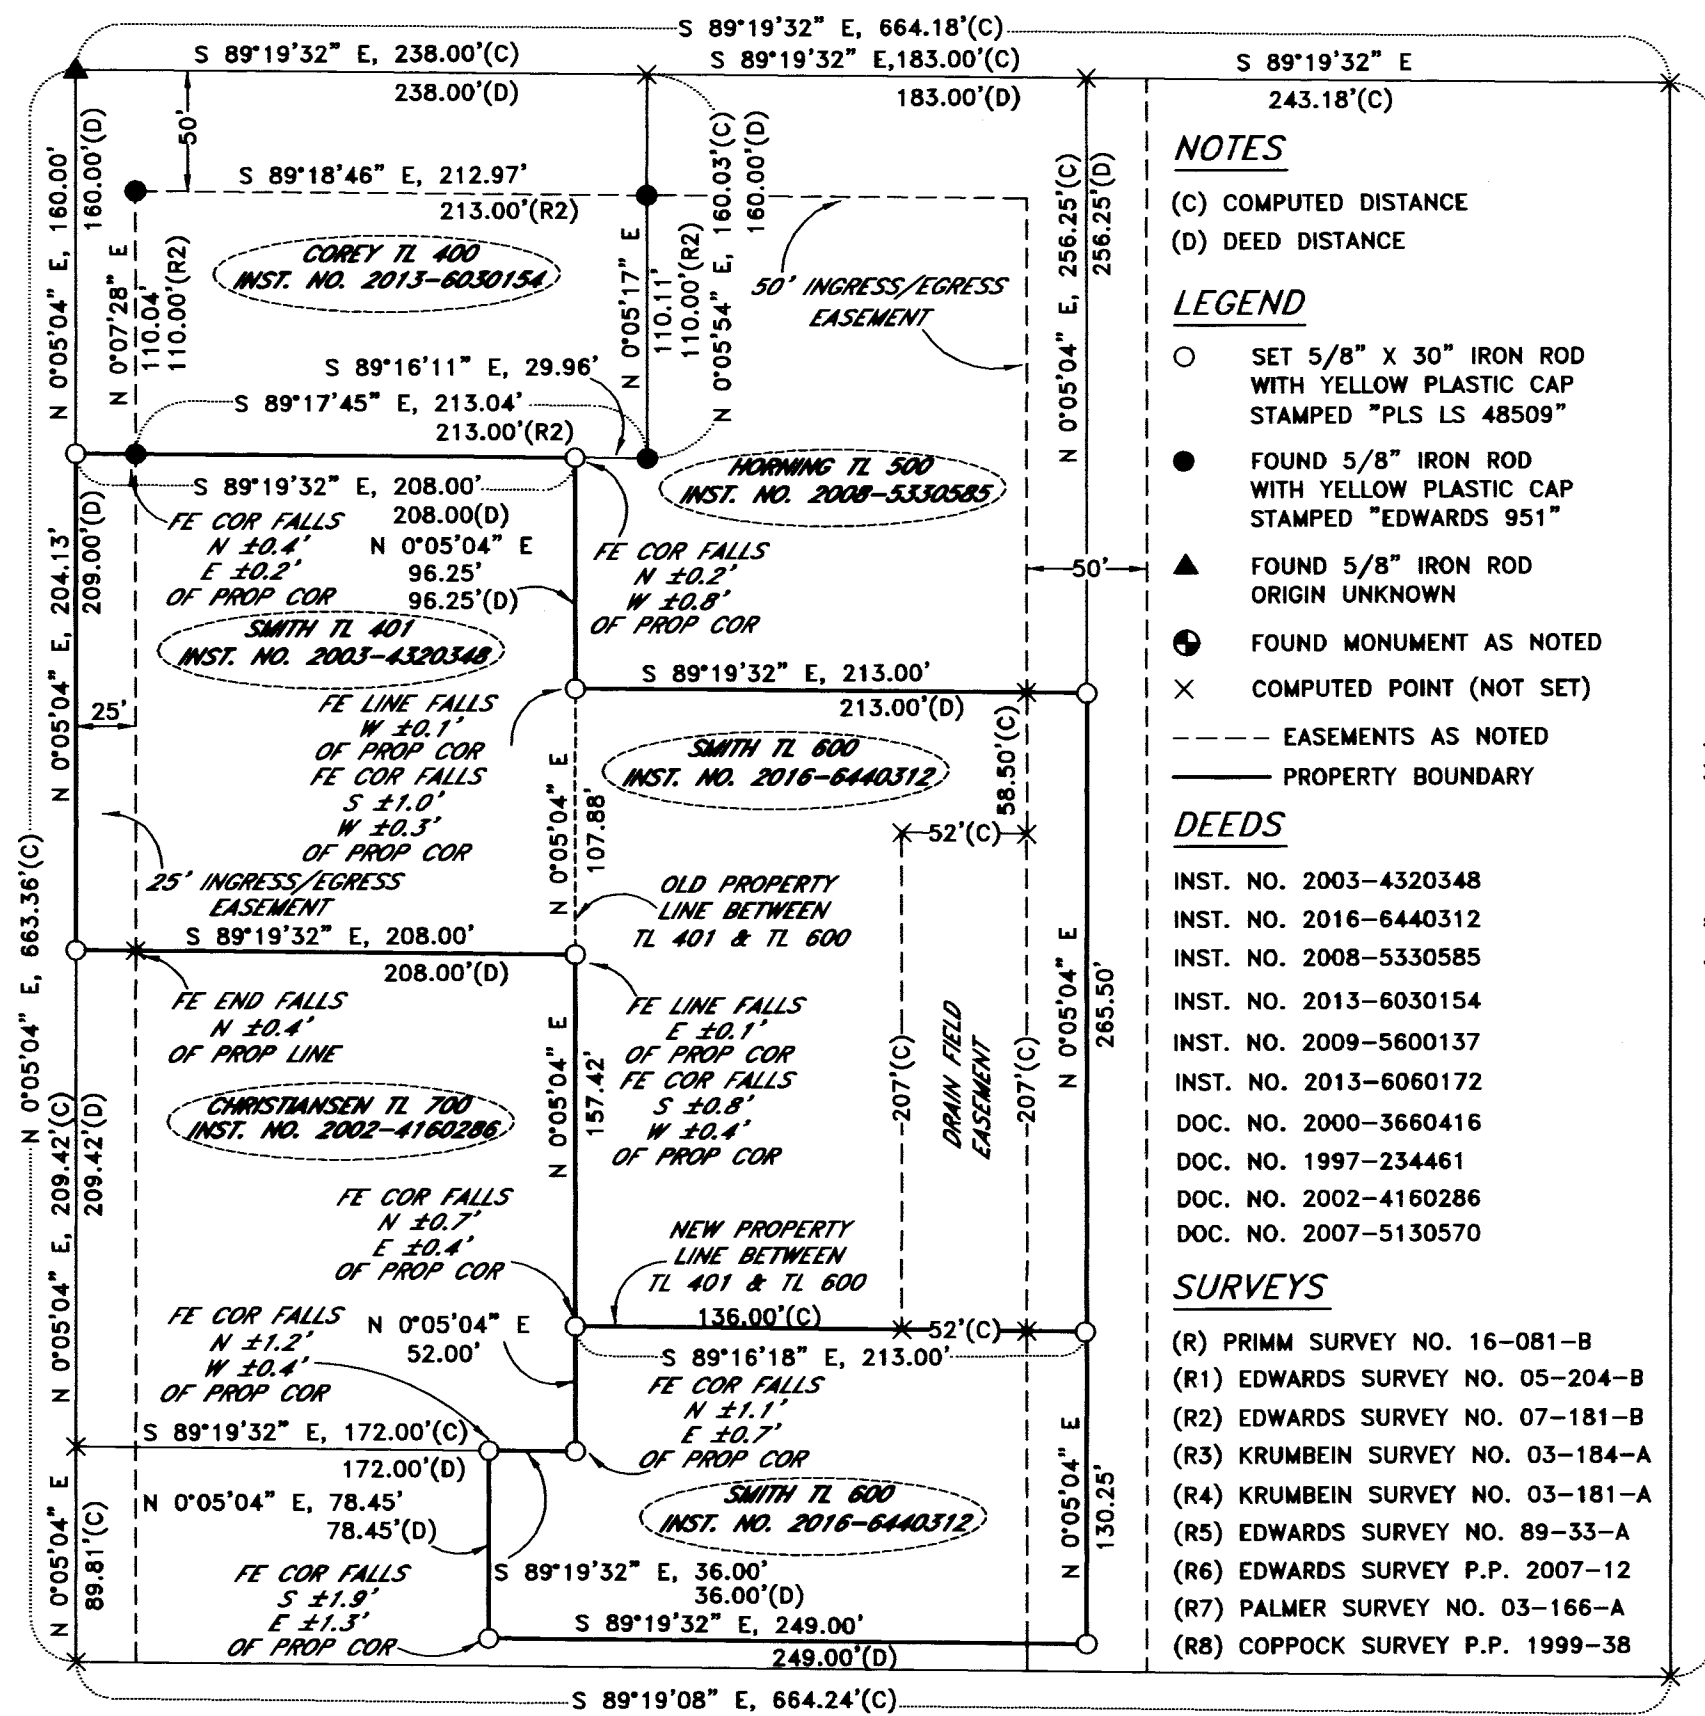 S 89°19'32" E, 664.18'(C)
S 89°19'32" E, 238.00'(C)
238.00'(D)
S 89°19'32" E,183.00'(C)
183.00'(D)
S 89°19'32" E
243.18'(C)
N 0°05'04" E, 160.00'
160.00'(D)
50'
S 89°18'46" E, 212.97'
213.00'(R2)
COREY TL 400
INST. NO. 2013-6030154
N 0°07'28" E
110.04'
110.00'(R2)
N 0°05'17" E
110.11'
110.00'(R2)
N 0°05'54" E, 160.03'(C)
160.00'(D)
50' INGRESS/EGRESS
EASEMENT
N 0°05'04" E, 256.25'(C)
256.25'(D)
S 89°16'11" E, 29.96'
S 89°17'45" E, 213.04'
213.00'(R2)
HORNING TL 500
INST. NO. 2008-5330585
S 89°19'32" E, 208.00'
208.00(D)
FE COR FALLS
N ±0.4'
E ±0.2'
OF PROP COR
N 0°05'04" E
96.25'
96.25'(D)
FE COR FALLS
N ±0.2'
W ±0.8'
OF PROP COR
50'
N 0°05'04" E, 204.13'
209.00'(D)
SMITH TL 401
INST. NO. 2003-4320348
S 89°19'32" E, 213.00'
213.00'(D)
FE LINE FALLS
W ±0.1'
OF PROP COR
FE COR FALLS
S ±1.0'
W ±0.3'
OF PROP COR
25'
SMITH TL 600
INST. NO. 2016-6440312
58.50'(C)
52'(C)
N 0°05'04" E
107.88'
25' INGRESS/EGRESS
EASEMENT
OLD PROPERTY
LINE BETWEEN
TL 401 & TL 600
N 0°05'04" E, 663.36'(C)
S 89°19'32" E, 208.00'
208.00'(D)
FE END FALLS
N ±0.4'
OF PROP LINE
FE LINE FALLS
E ±0.1'
OF PROP COR
FE COR FALLS
S ±0.8'
W ±0.4'
OF PROP COR
N 0°05'04" E
157.42'
207'(C)
DRAIN FIELD
EASEMENT
207'(C)
N 0°05'04" E
265.50'
CHRISTIANSEN TL 700
INST. NO. 2002-4160286
N 0°05'04" E, 209.42'(C)
209.42'(D)
FE COR FALLS
N ±0.7'
E ±0.4'
OF PROP COR
NEW PROPERTY
LINE BETWEEN
TL 401 & TL 600
136.00'(C)
52'(C)
S 89°16'18" E, 213.00'
FE COR FALLS
N ±1.2'
W ±0.4'
OF PROP COR
N 0°05'04" E
52.00'
FE COR FALLS
N ±1.1'
E ±0.7'
OF PROP COR
S 89°19'32" E, 172.00'(C)
172.00'(D)
N 0°05'04" E, 78.45'
78.45'(D)
N 0°05'04" E
89.81'(C)
SMITH TL 600
INST. NO. 2016-6440312
N 0°05'04" E
130.25'
S 89°19'32" E, 36.00'
36.00'(D)
FE COR FALLS
S ±1.9'
E ±1.3'
OF PROP COR
S 89°19'32" E, 249.00'
249.00'(D)
S 89°19'08" E, 664.24'(C)
NOTES
(C) COMPUTED DISTANCE
(D) DEED DISTANCE
LEGEND
SET 5/8" X 30" IRON ROD
WITH YELLOW PLASTIC CAP
STAMPED "PLS LS 48509"
FOUND 5/8" IRON ROD
WITH YELLOW PLASTIC CAP
STAMPED "EDWARDS 951"
FOUND 5/8" IRON ROD
ORIGIN UNKNOWN
FOUND MONUMENT AS NOTED
COMPUTED POINT (NOT SET)
EASEMENTS AS NOTED
PROPERTY BOUNDARY
DEEDS
INST. NO. 2003-4320348
INST. NO. 2016-6440312
INST. NO. 2008-5330585
INST. NO. 2013-6030154
INST. NO. 2009-5600137
INST. NO. 2013-6060172
DOC. NO. 2000-3660416
DOC. NO. 1997-234461
DOC. NO. 2002-4160286
DOC. NO. 2007-5130570
SURVEYS
(R) PRIMM SURVEY NO. 16-081-B
(R1) EDWARDS SURVEY NO. 05-204-B
(R2) EDWARDS SURVEY NO. 07-181-B
(R3) KRUMBEIN SURVEY NO. 03-184-A
(R4) KRUMBEIN SURVEY NO. 03-181-A
(R5) EDWARDS SURVEY NO. 89-33-A
(R6) EDWARDS SURVEY P.P. 2007-12
(R7) PALMER SURVEY NO. 03-166-A
(R8) COPPOCK SURVEY P.P. 1999-38